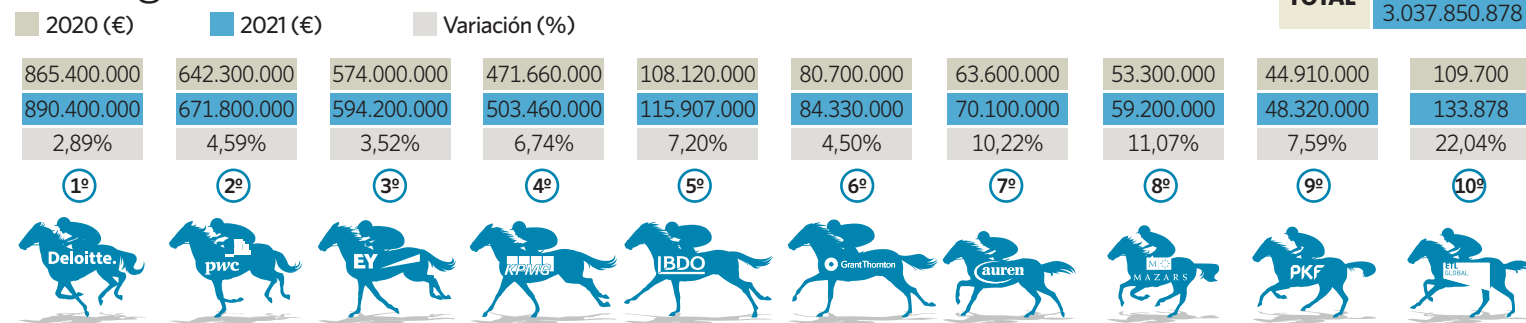 2020 (€) 2021 (€) Variación (%)
TOTAL
3.037.850.878
865.400.000 642.300.000 574.000.000 471.660.000 108.120.000 80.700.000 63.600.000 53.300.000 44.910.000 109.700
890.400.000 671.800.000 594.200.000 503.460.000 115.907.000 84.330.000 70.100.000 59.200.000 48.320.000 133.878
2,89% 4,59% 3,52% 6,74% 7,20% 4,50% 10,22% 11,07% 7,59% 22,04%
1º 2º 3º 4º 5º 6º 7º 8º 9º 10º
Deloitte. pwc EY KPMG IBDO GrantThornton auren MAZARS PKF
GLOBAL